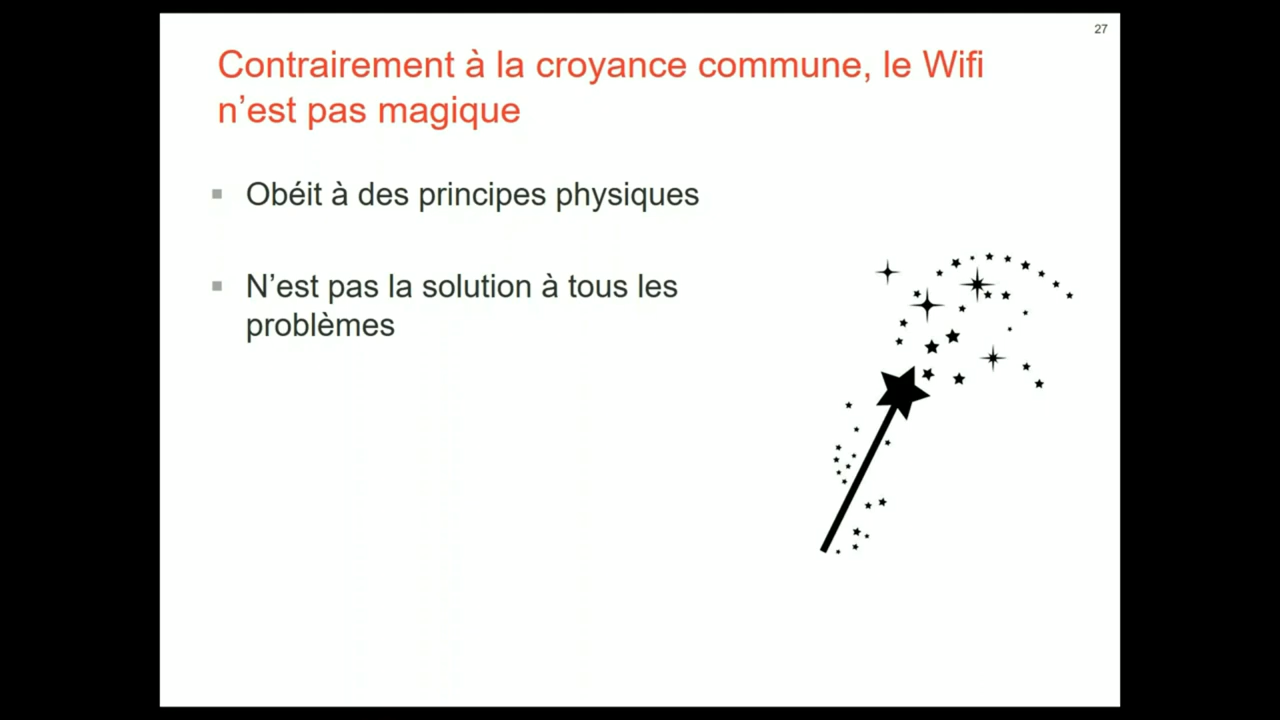 27
Contrairement à la croyance commune, le Wifi
n’est pas magique
▪ Obéit à des principes physiques
▪ N’est pas la solution à tous les
problèmes